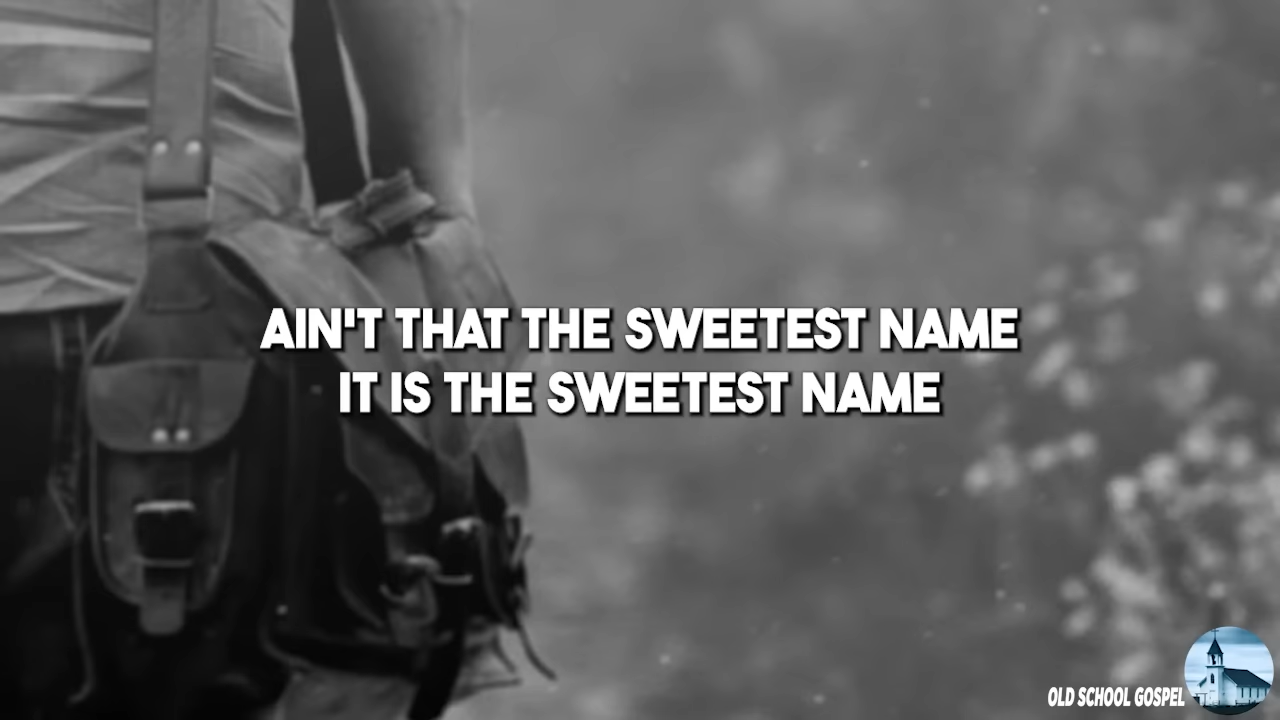 AIN'T THAT THE SWEETEST NAME
IT IS THE SWEETEST NAME
OLD SCHOOL GOSPEL